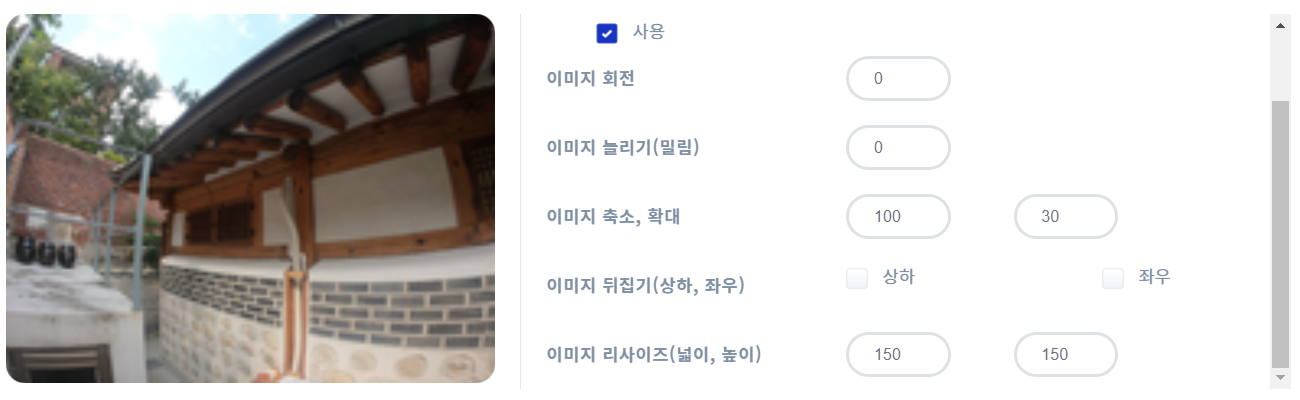 사용
이미지 회전 0
이미지 늘리기(밀림) 0
이미지 축소, 확대 100 30
이미지 뒤집기(상하, 좌우) 상하 좌우
이미지 리사이즈(넓이, 높이) 150 150